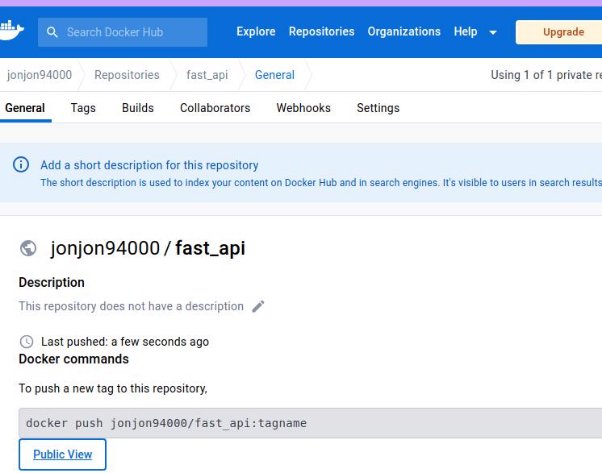 Search Docker Hub Explore Repositories Organizations Help Upgrade
jonjon94000 Repositories fast_api General Using 1 of 1 private re
General Tags Builds Collaborators Webhooks Settings
Add a short description for this repository
The short description is used to index your content on Docker Hub and in search engines. It's visible to users in search results
jonjon94000 / fast_api
Description
This repository does not have a description
Last pushed: a few seconds ago
Docker commands
To push a new tag to this repository,
docker push jonjon94000/fast_api:tagname
Public View